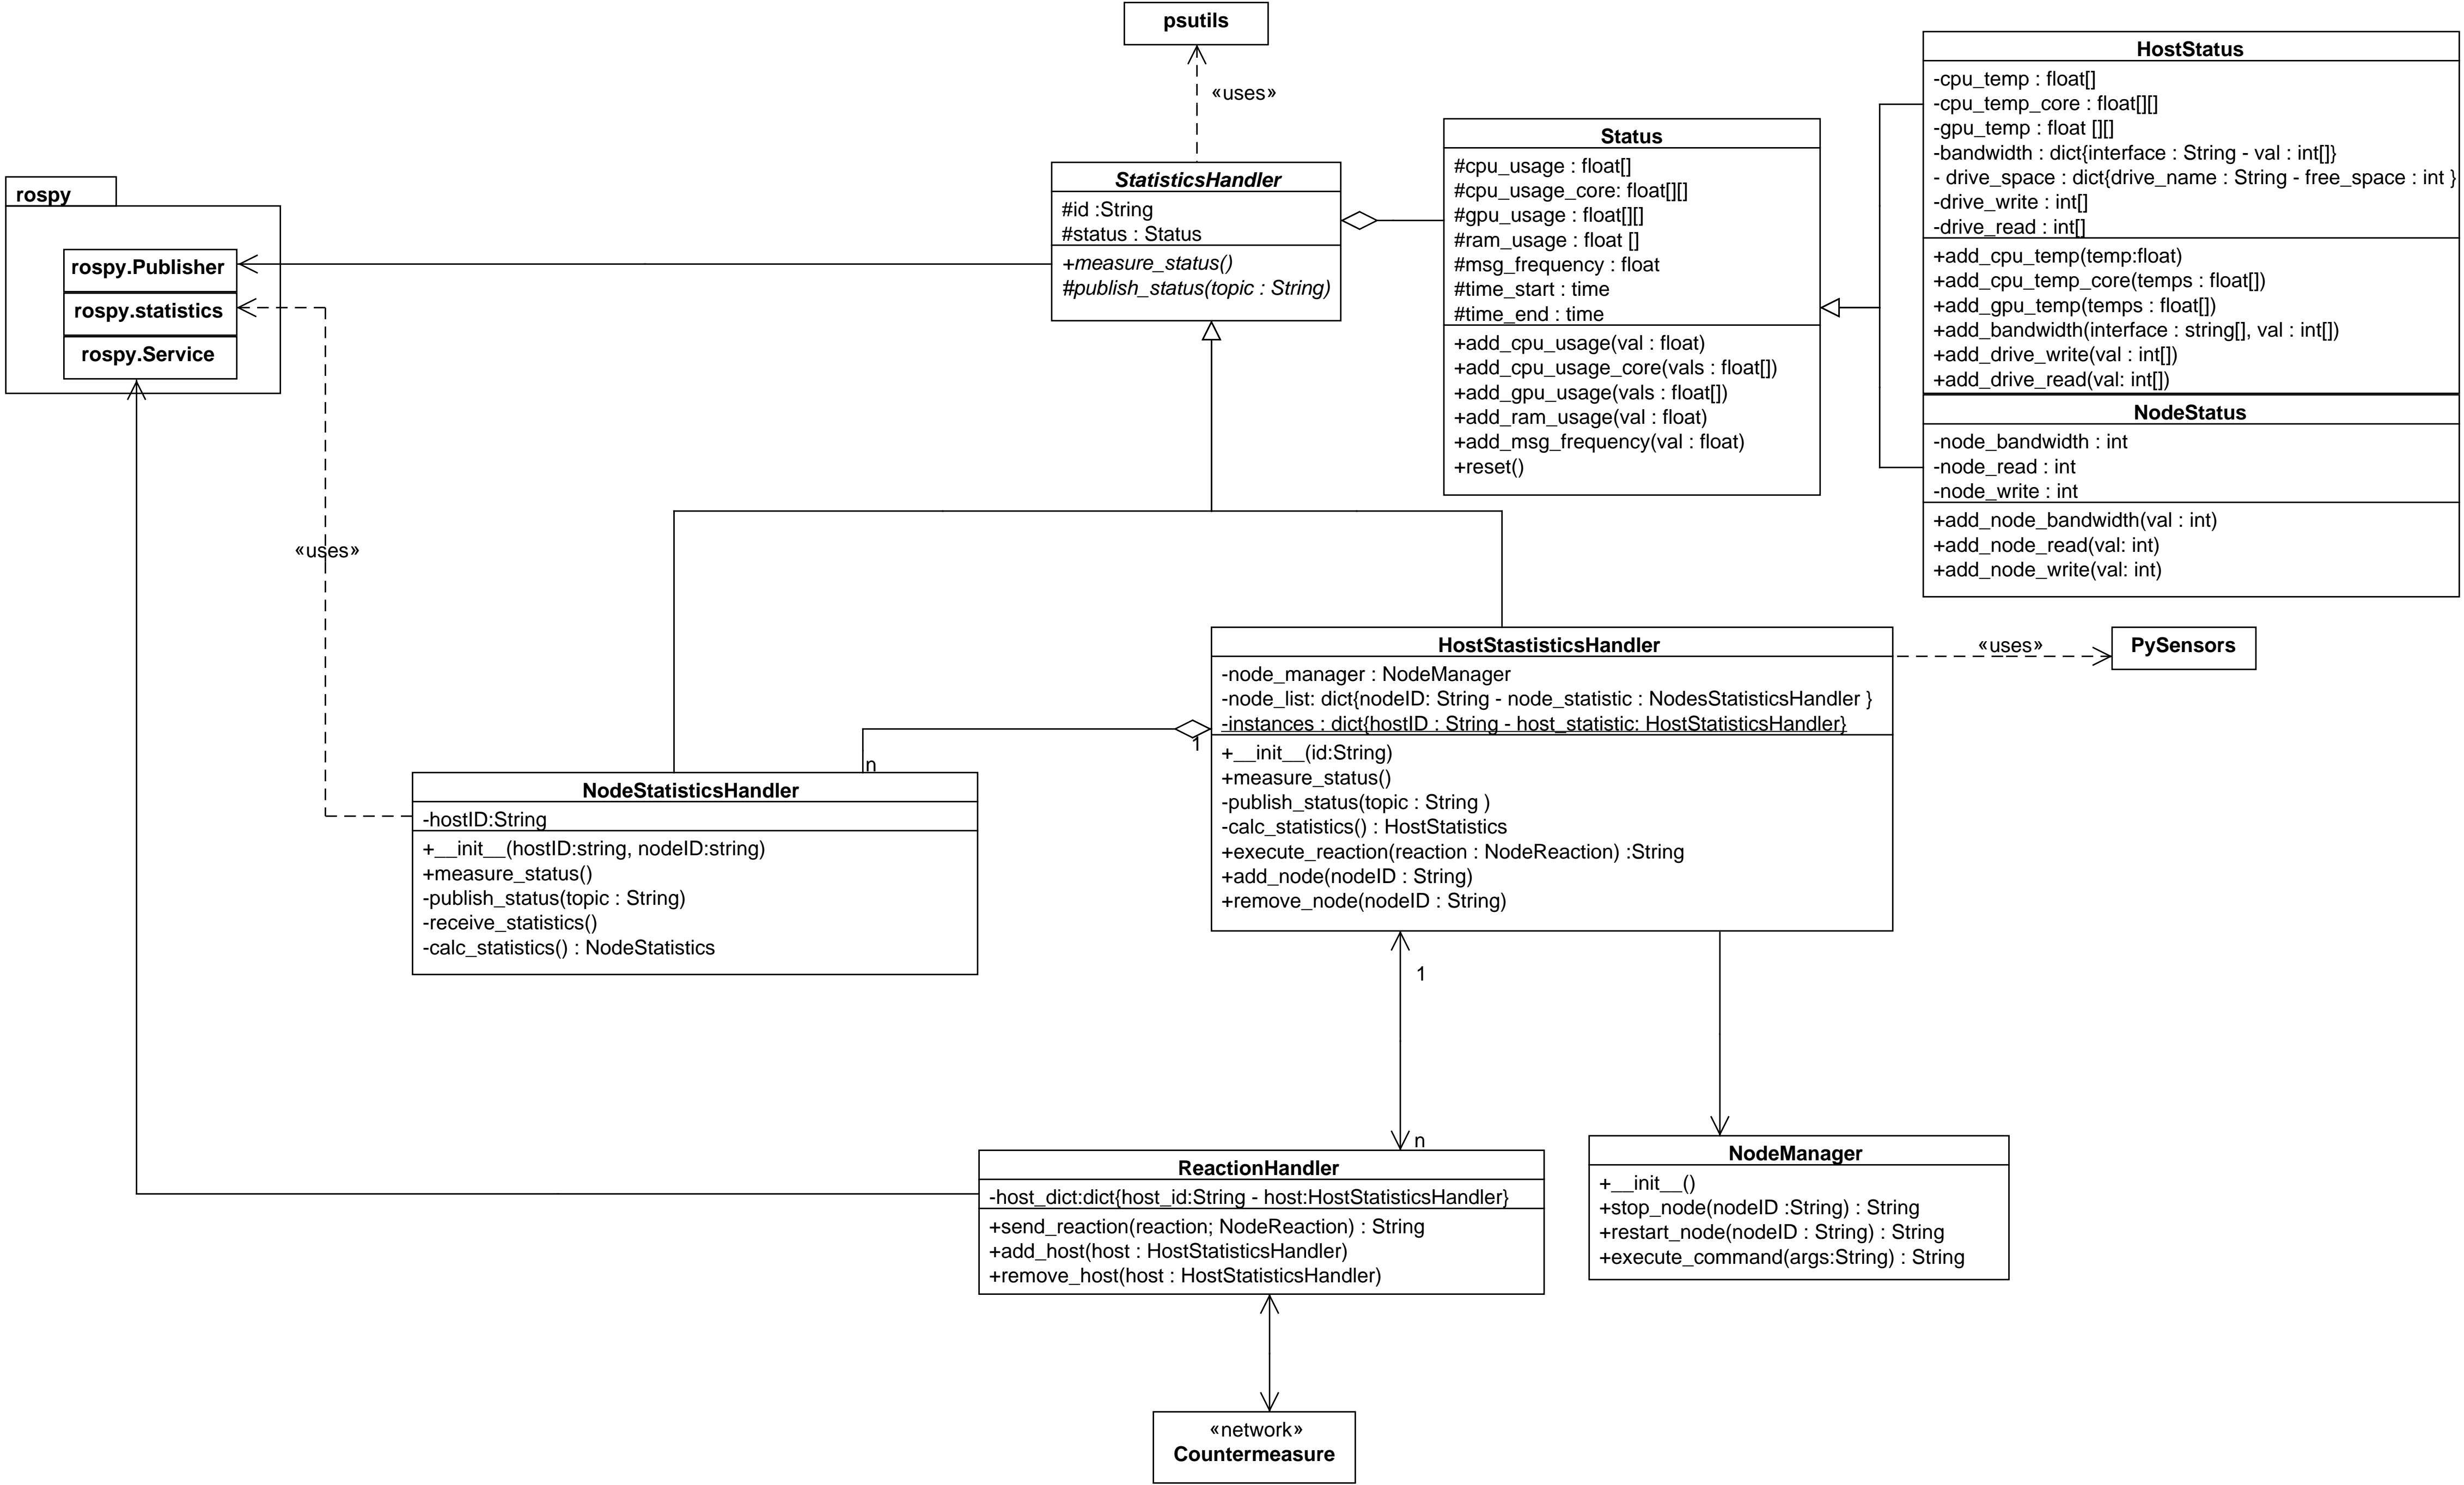 psutils
«uses»
HostStatus
-cpu_temp : float[]
-cpu_temp_core : float[][]
-gpu_temp : float [][]
-bandwidth : dict{interface : String - val : int[]}
- drive_space : dict{drive_name : String - free_space : int }
-drive_write : int[]
-drive_read : int[]
+add_cpu_temp(temp:float)
+add_cpu_temp_core(temps : float[])
+add_gpu_temp(temps : float[])
+add_bandwidth(interface : string[], val : int[])
+add_drive_write(val : int[])
+add_drive_read(val: int[])
NodeStatus
-node_bandwidth : int
-node_read : int
-node_write : int
+add_node_bandwidth(val : int)
+add_node_read(val: int)
+add_node_write(val: int)
Status
#cpu_usage : float[]
#cpu_usage_core: float[][]
#gpu_usage : float[][]
#ram_usage : float []
#msg_frequency : float
#time_start : time
#time_end : time
+add_cpu_usage(val : float)
+add_cpu_usage_core(vals : float[])
+add_gpu_usage(vals : float[])
+add_ram_usage(val : float)
+add_msg_frequency(val : float)
+reset()
StatisticsHandler
#id :String
#status : Status
+measure_status()
#publish_status(topic : String)
rospy
rospy.Publisher
rospy.statistics
rospy.Service
«uses»
HostStastisticsHandler
-node_manager : NodeManager
-node_list: dict{nodeID: String - node_statistic : NodesStatisticsHandler }
-instances : dict{hostID : String - host_statistic: HostStatisticsHandler}
+__init__(id:String)
+measure_status()
-publish_status(topic : String )
-calc_statistics() : HostStatistics
+execute_reaction(reaction : NodeReaction) :String
+add_node(nodeID : String)
+remove_node(nodeID : String)
«uses»
PySensors
1
n
NodeStatisticsHandler
-hostID:String
+__init__(hostID:string, nodeID:string)
+measure_status()
-publish_status(topic : String)
-receive_statistics()
-calc_statistics() : NodeStatistics
1
n
ReactionHandler
-host_dict:dict{host_id:String - host:HostStatisticsHandler}
+send_reaction(reaction; NodeReaction) : String
+add_host(host : HostStatisticsHandler)
+remove_host(host : HostStatisticsHandler)
NodeManager
+__init__()
+stop_node(nodeID :String) : String
+restart_node(nodeID : String) : String
+execute_command(args:String) : String
«network»
Countermeasure